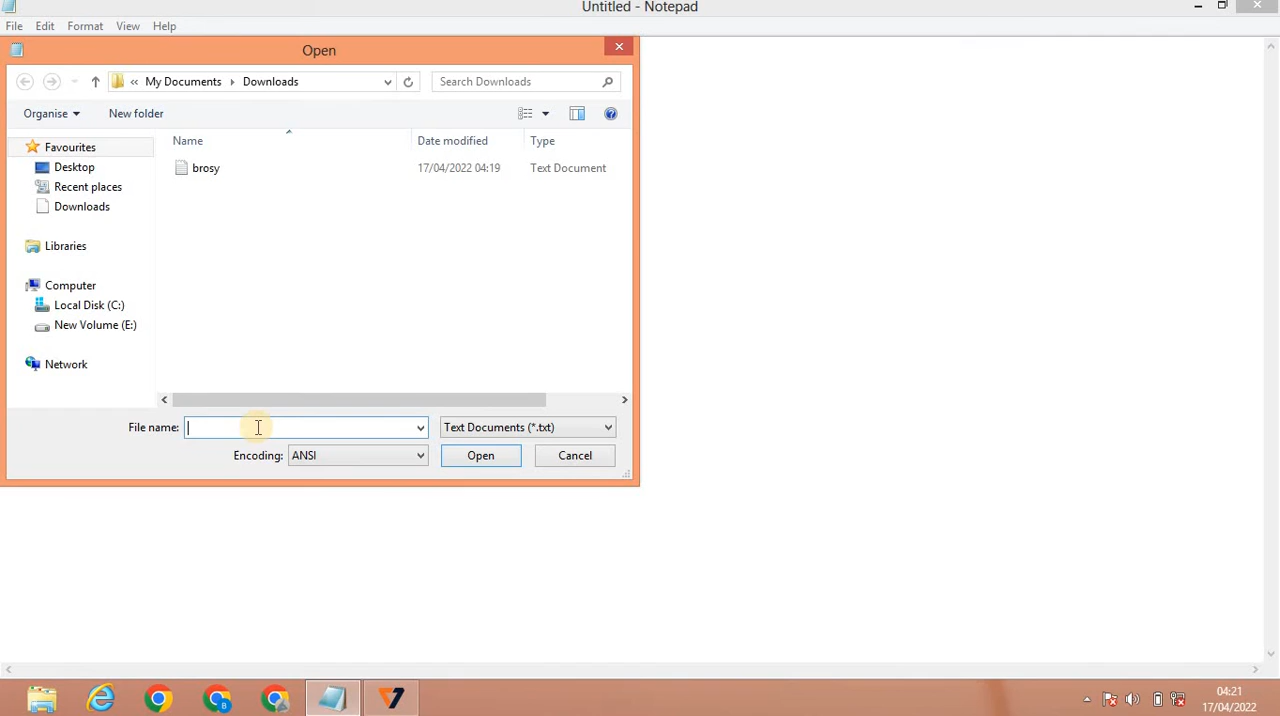 Untitled - Notepad
File Edit Format View Help
Open
« My Documents Downloads
Search Downloads
Organise New folder
Name Date modified Type
Favourites
Desktop
Recent places
Downloads
Libraries
Computer
Local Disk (C:)
New Volume (E:)
Network
brosy 17/04/2022 04:19 Text Document
File name: Text Documents (*.txt)
Encoding: ANSI Open Cancel
04:21
17/04/2022